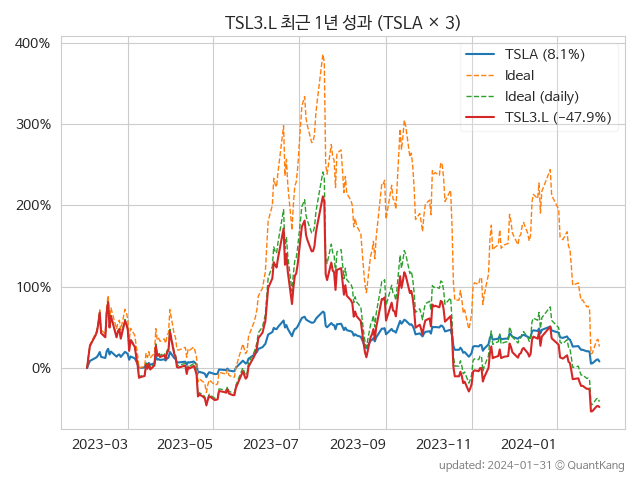 TSL3.L 최근 1년 성과 (TSLA × 3)
400%
300%
200%
100%
0%
TSLA (8.1%)
Ideal
Ideal (daily)
TSL3.L (−47.9%)
2023-03
2023-05
2023-07
2023-09
2023-11
2024-01
updated: 2024-01-31 © QuantKang